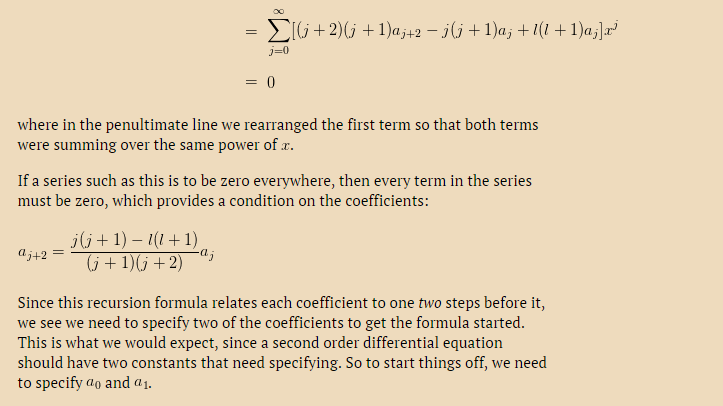 = \sum_{j=0}^{\infty}[(j+2)(j+1)a_{j+2} − j(j+1)a_j + l(l+1)a_j]x^j
= 0
where in the penultimate line we rearranged the first term so that both terms
were summing over the same power of x.
If a series such as this is to be zero everywhere, then every term in the series
must be zero, which provides a condition on the coefficients:
a_{j+2} = \frac{j(j+1) − l(l+1)}{(j+1)(j+2)} a_j
Since this recursion formula relates each coefficient to one two steps before it,
we see we need to specify two of the coefficients to get the formula started.
This is what we would expect, since a second order differential equation
should have two constants that need specifying. So to start things off, we need
to specify a_0 and a_1.